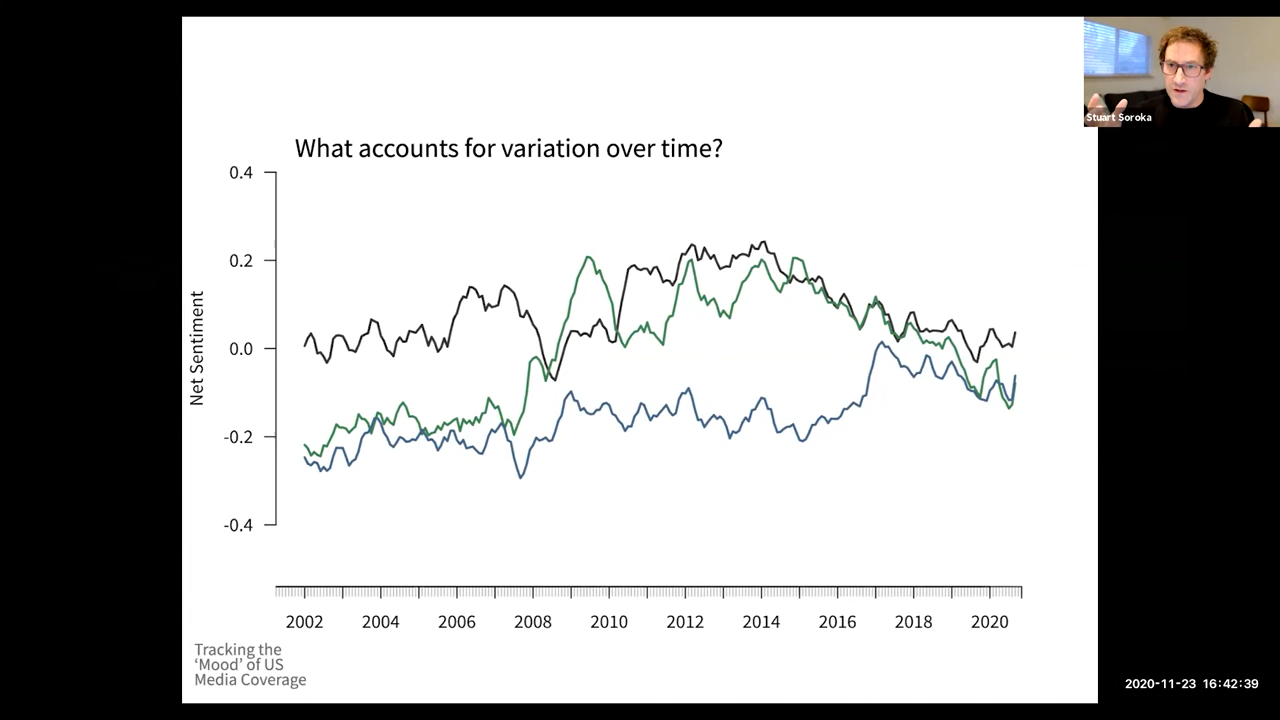 Stuart Soroka
What accounts for variation over time?
0.4
0.2
0.0
-0.2
-0.4
Net Sentiment
2002 2004 2006 2008 2010 2012 2014 2016 2018 2020
Tracking the
‘Mood’ of US
Media Coverage
2020-11-23 16:42:39